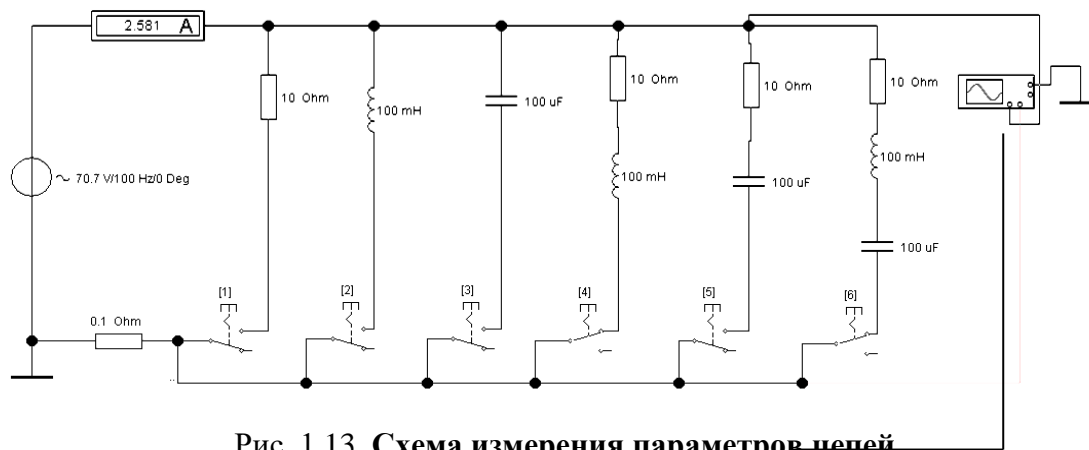 2.581 A
10 Ohm
100 mH
100 uF
10 Ohm
100 mH
10 Ohm
100 uF
10 Ohm
100 mH
100 uF
70.7 V/100 Hz/0 Deg
0.1 Ohm
[1]
[2]
[3]
[4]
[5]
[6]
Рис. 1.13. Схема измерения параметров цепей